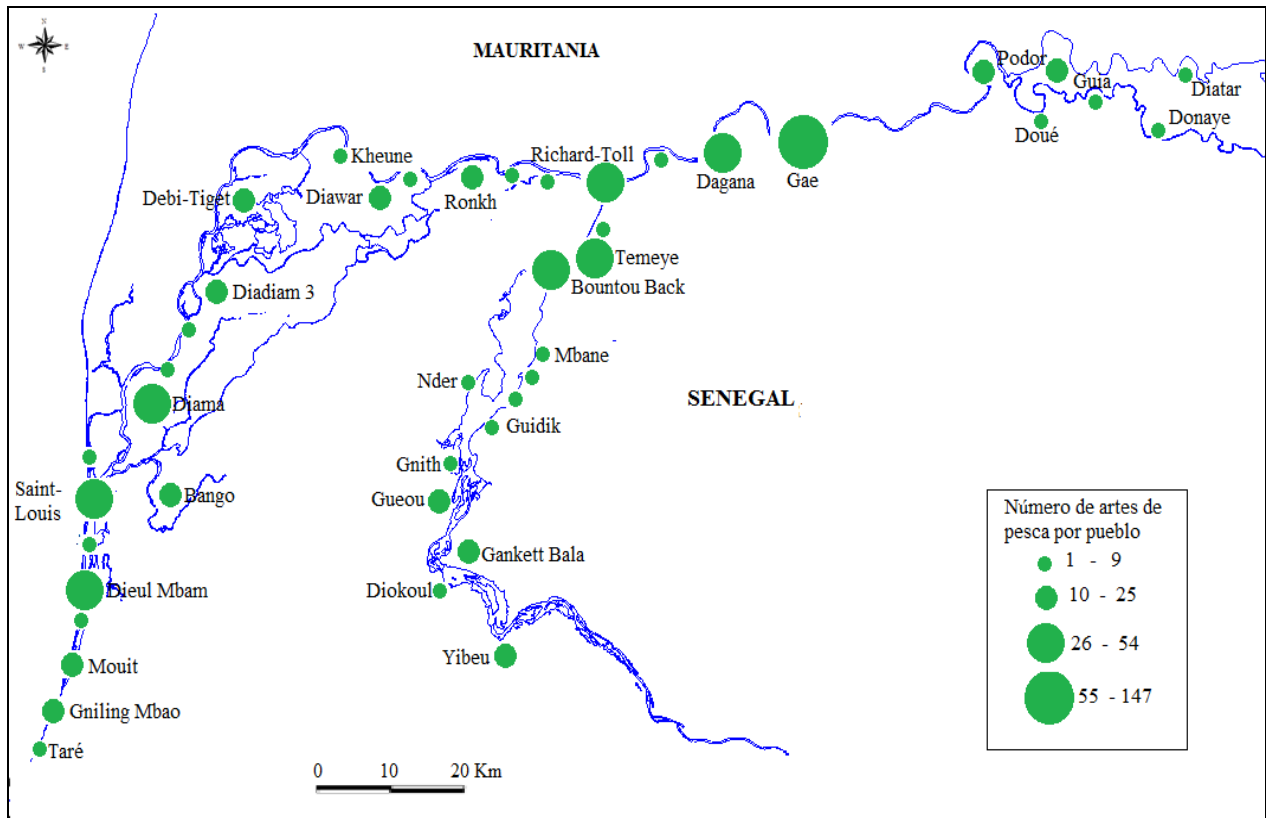 MAURITANIA
Podor
Guia
Diatar
Doué
Donaye
Kheune
Richard-Toll
Debi-Tiget
Diawar
Ronkh
Dagana
Gae
Temeye
Bountou Back
Diadiam 3
Mbane
Nder
SENEGAL
Diama
Guidik
Gnith
Saint-
Louis
Bango
Gueou
Gankett Bala
Dieul Mbam
Diokoul
Yibeu
Mouit
Gniling Mbao
Taré
Número de artes de
pesca por pueblo
1 - 9
10 - 25
26 - 54
55 - 147
0 10 20 Km